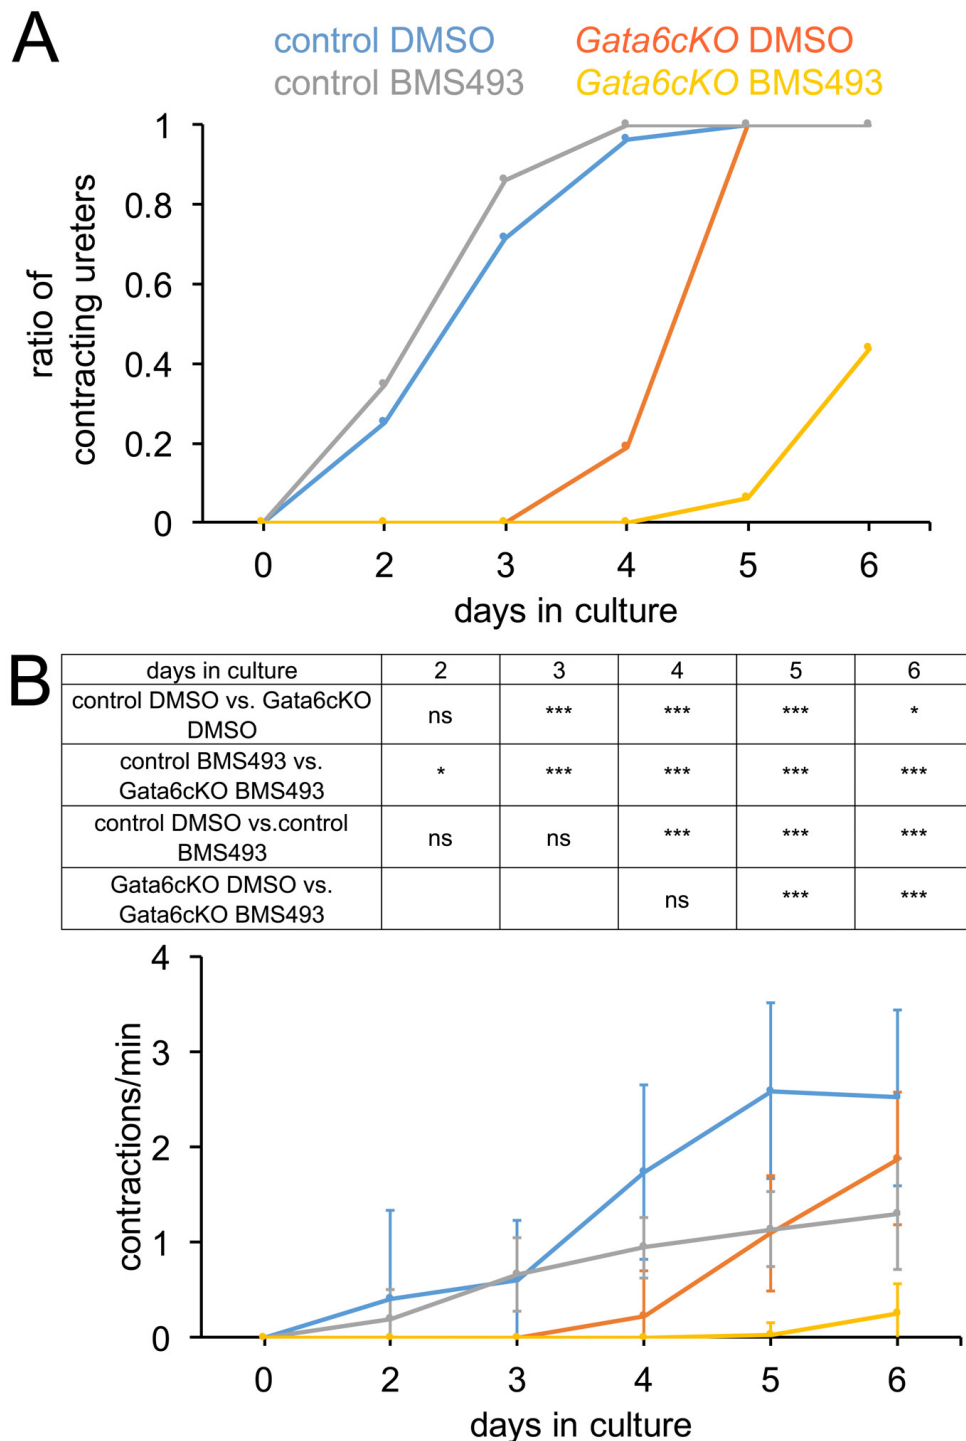 A
control DMSO Gata6cKO DMSO
control BMS493 Gata6cKO BMS493
1
0.8
0.6
0.4
0.2
0
ratio of
contracting ureters
0 2 3 4 5 6
days in culture
B
days in culture 2 3 4 5 6
control DMSO vs. Gata6cKO
DMSO
ns *** *** *** *
control BMS493 vs.
Gata6cKO BMS493
* *** *** *** ***
control DMSO vs.control
BMS493
ns ns *** *** ***
Gata6cKO DMSO vs.
Gata6cKO BMS493
ns *** ***
4
3
2
1
0
contractions/min
0 2 3 4 5 6
days in culture